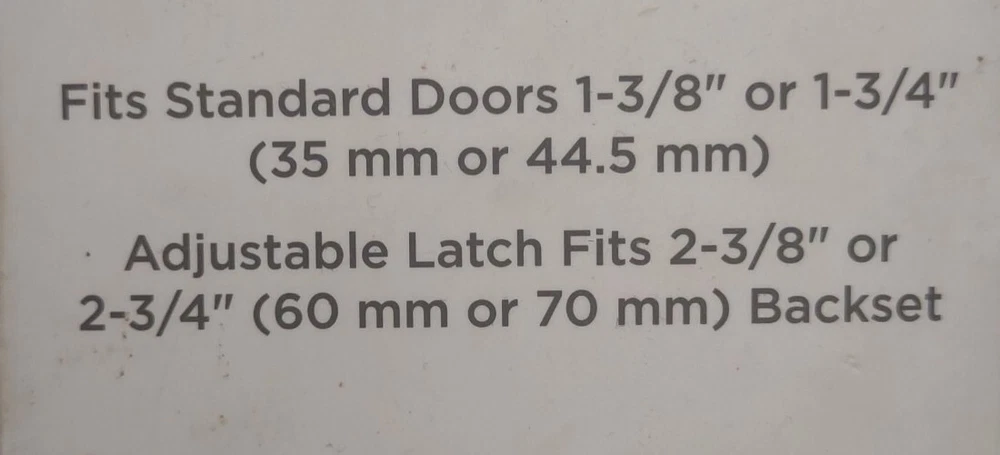 Fits Standard Doors 1-3/8" or 1-3/4"
(35 mm or 44.5 mm)
Adjustable Latch Fits 2-3/8" or
2-3/4" (60 mm or 70 mm) Backset